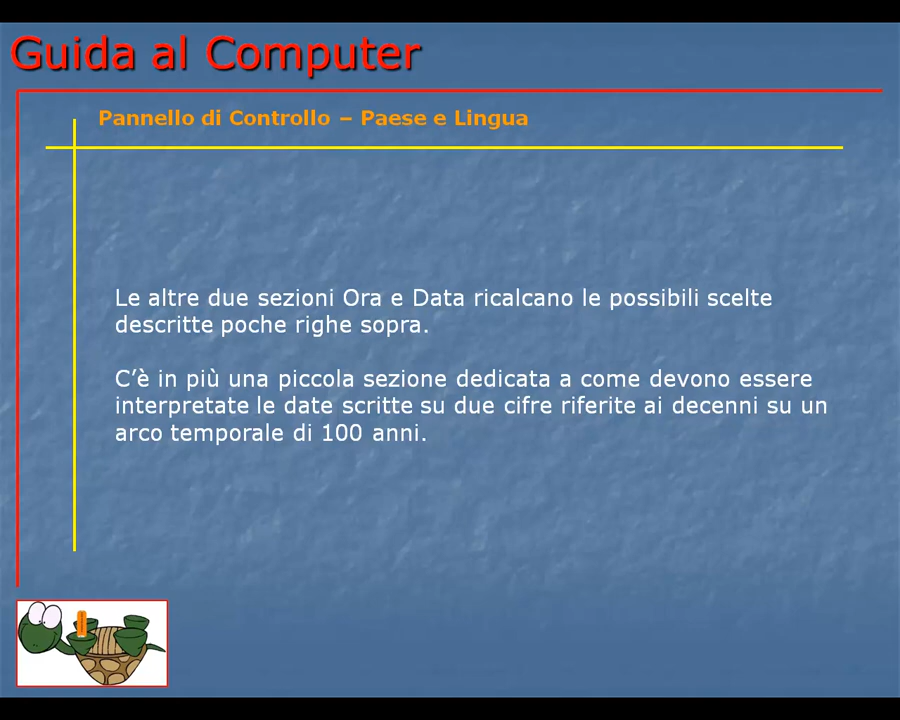 Guida al Computer
Pannello di Controllo – Paese e Lingua
Le altre due sezioni Ora e Data ricalcano le possibili scelte
descritte poche righe sopra.
C’è in più una piccola sezione dedicata a come devono essere
interpretate le date scritte su due cifre riferite ai decenni su un
arco temporale di 100 anni.